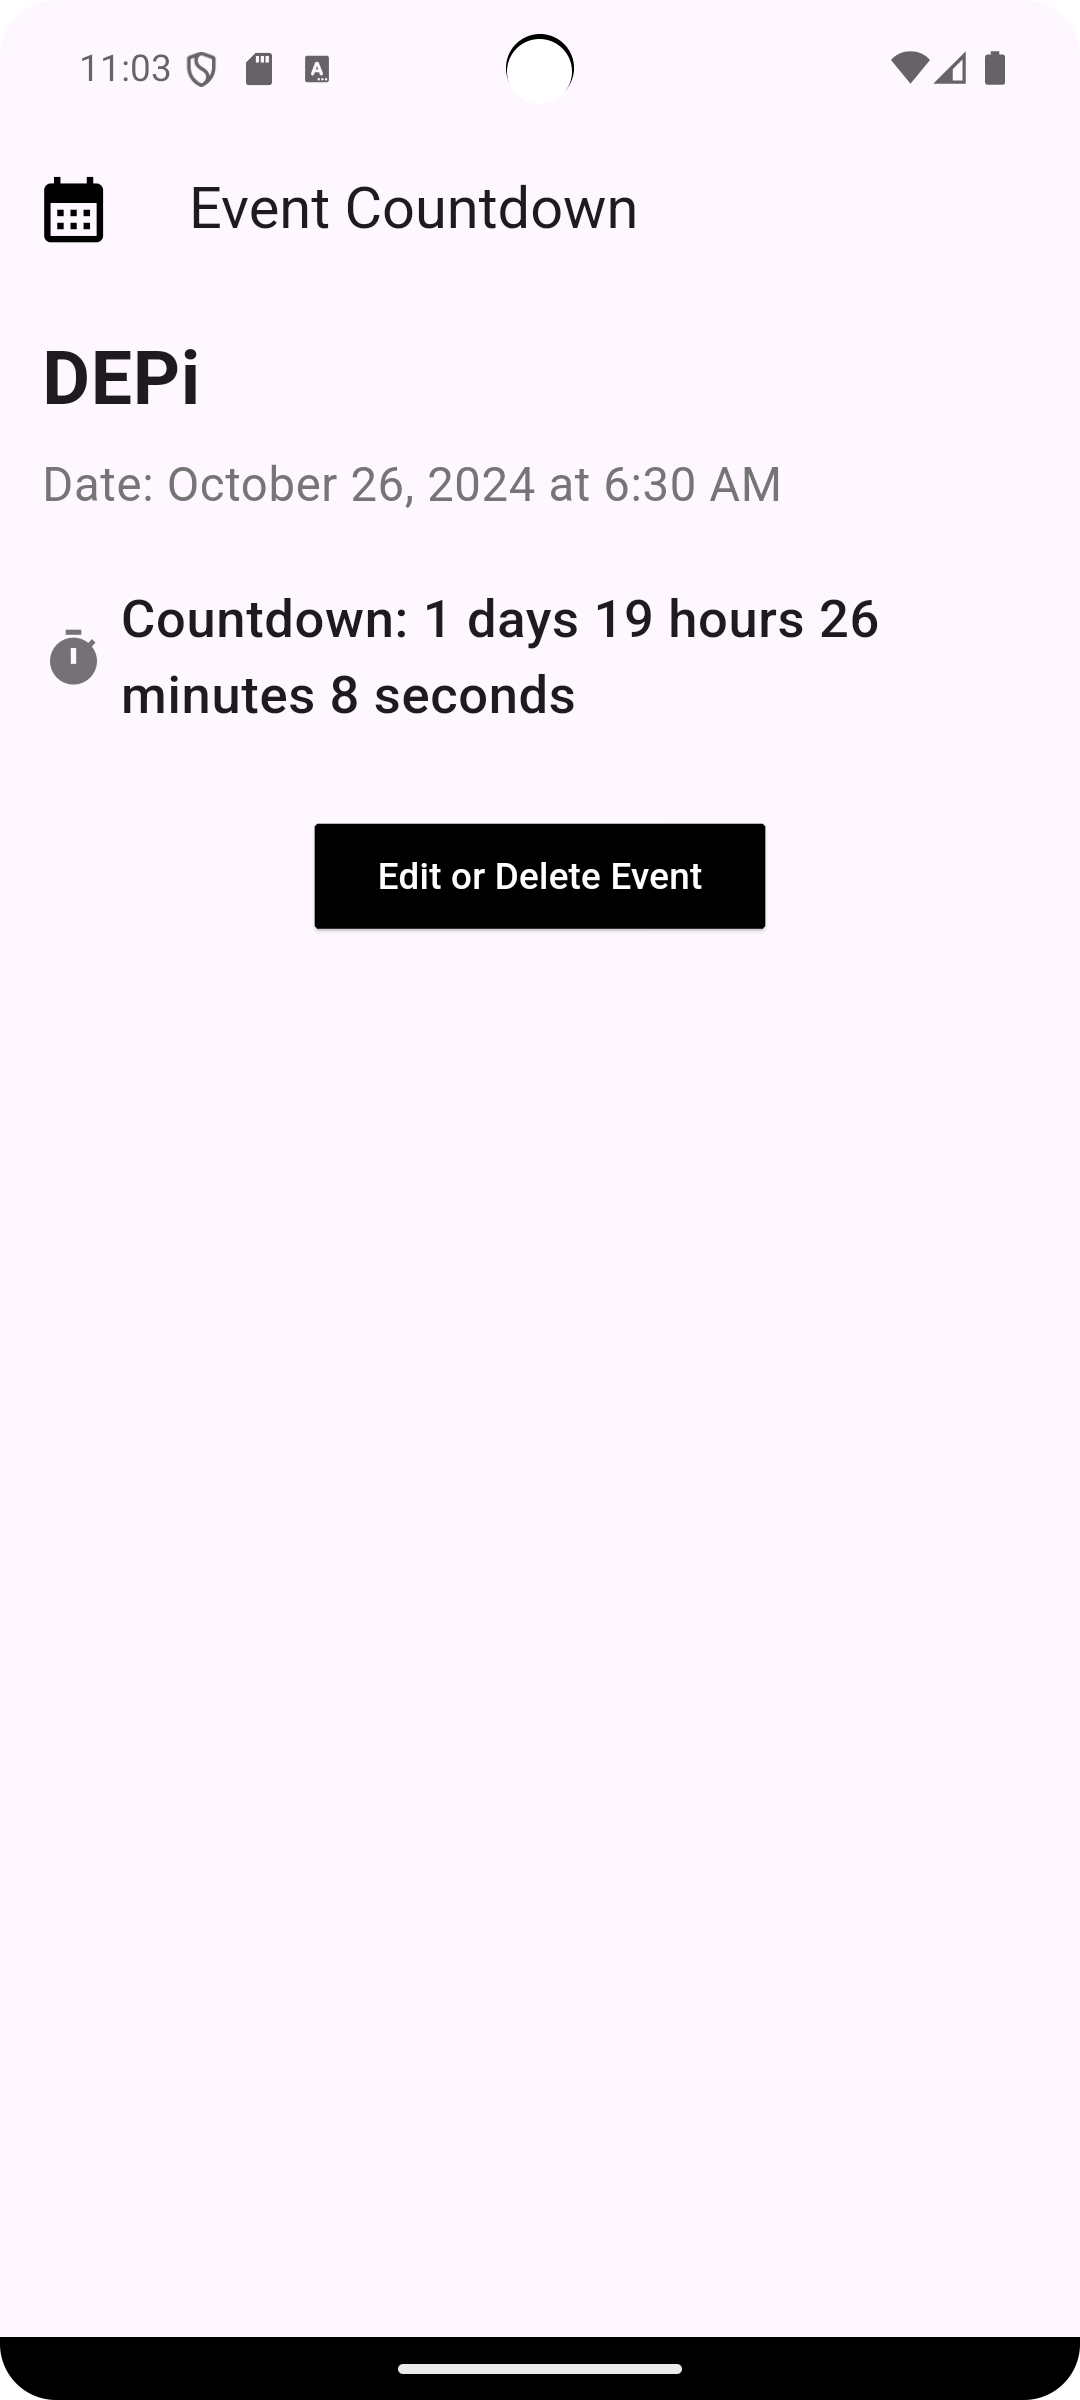 11:03
Event Countdown
DEPi
Date: October 26, 2024 at 6:30 AM
Countdown: 1 days 19 hours 26
minutes 8 seconds
Edit or Delete Event